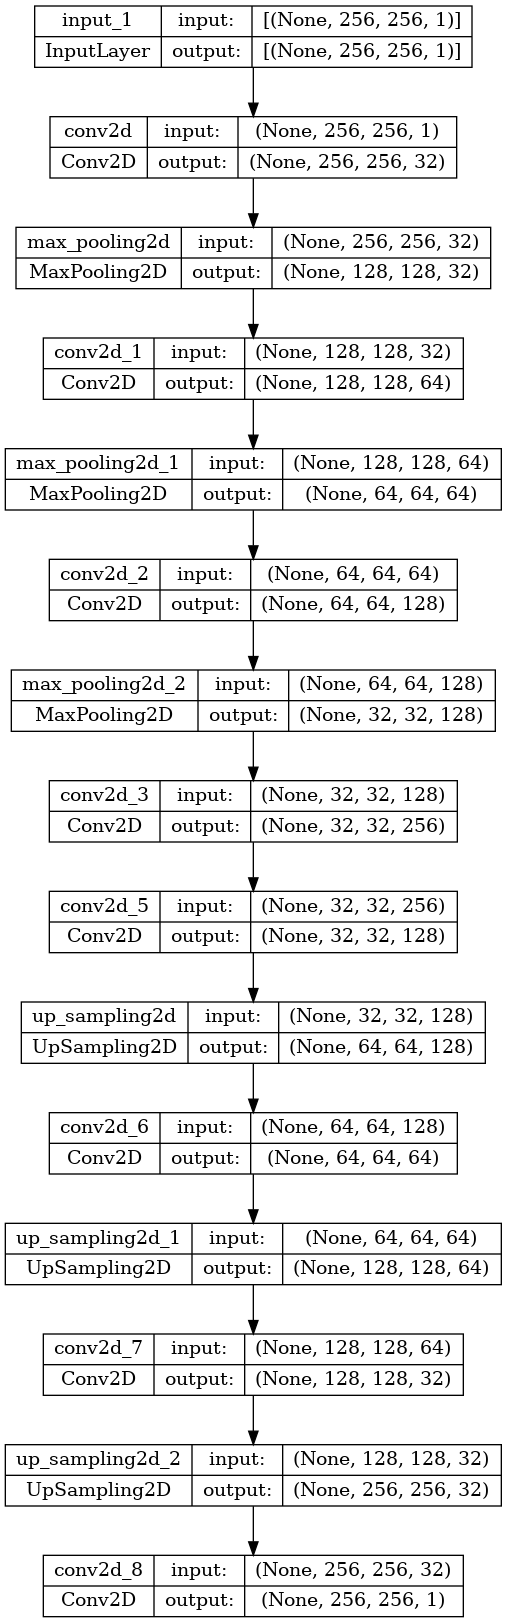 input_1 input: [(None, 256, 256, 1)]
InputLayer output: [(None, 256, 256, 1)]
conv2d input: (None, 256, 256, 1)
Conv2D output: (None, 256, 256, 32)
max_pooling2d input: (None, 256, 256, 32)
MaxPooling2D output: (None, 128, 128, 32)
conv2d_1 input: (None, 128, 128, 32)
Conv2D output: (None, 128, 128, 64)
max_pooling2d_1 input: (None, 128, 128, 64)
MaxPooling2D output: (None, 64, 64, 64)
conv2d_2 input: (None, 64, 64, 64)
Conv2D output: (None, 64, 64, 128)
max_pooling2d_2 input: (None, 64, 64, 128)
MaxPooling2D output: (None, 32, 32, 128)
conv2d_3 input: (None, 32, 32, 128)
Conv2D output: (None, 32, 32, 256)
conv2d_5 input: (None, 32, 32, 256)
Conv2D output: (None, 32, 32, 128)
up_sampling2d input: (None, 32, 32, 128)
UpSampling2D output: (None, 64, 64, 128)
conv2d_6 input: (None, 64, 64, 128)
Conv2D output: (None, 64, 64, 64)
up_sampling2d_1 input: (None, 64, 64, 64)
UpSampling2D output: (None, 128, 128, 64)
conv2d_7 input: (None, 128, 128, 64)
Conv2D output: (None, 128, 128, 32)
up_sampling2d_2 input: (None, 128, 128, 32)
UpSampling2D output: (None, 256, 256, 32)
conv2d_8 input: (None, 256, 256, 32)
Conv2D output: (None, 256, 256, 1)